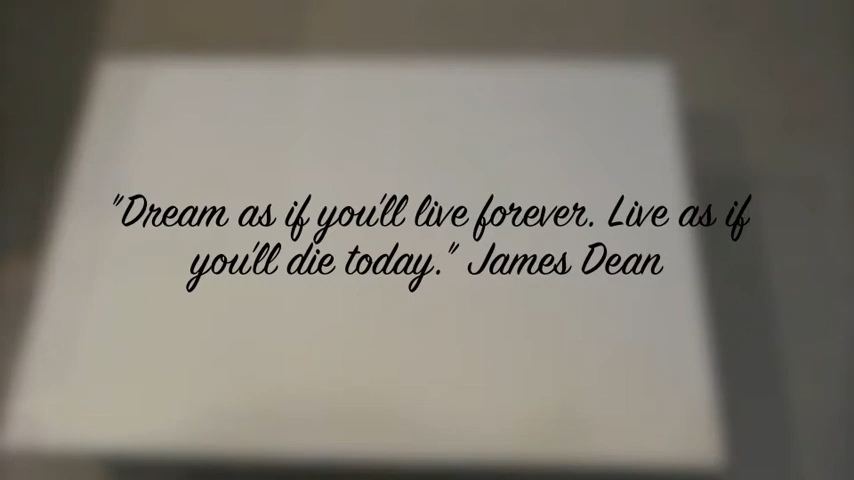 "Dream as if you'll live forever. Live as if
you'll die today." James Dean